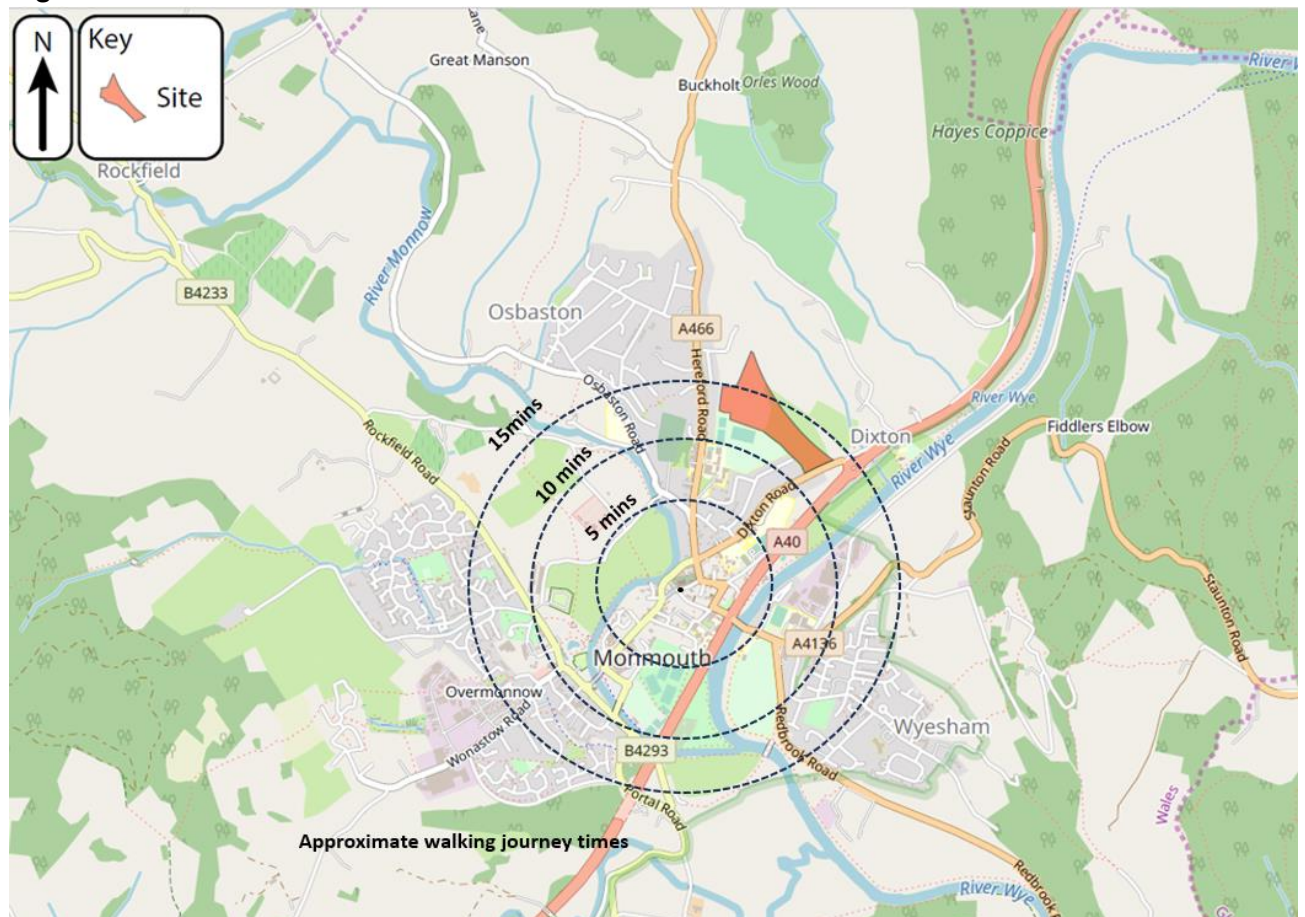 N
Key
Site
Lane
Great Manson
Buckholt
Orles Wood
River
Hayes Coppice
Rockfield
River Monnow
B4233
Osbaston
A466
Hereford Road
Osbaston Road
15mins
10 mins
5 mins
Rockfield Road
Dixton
River Wye
River Wye
Fiddlers Elbow
Staunton Road
Dixton Road
A40
Staunton Road
Monmouth
A4136
Overmonnow
Wonastow Road
Wyesham
Redbrook Road
B4293
Portal Road
Approximate walking journey times
Wales
River Wye
Redbrook